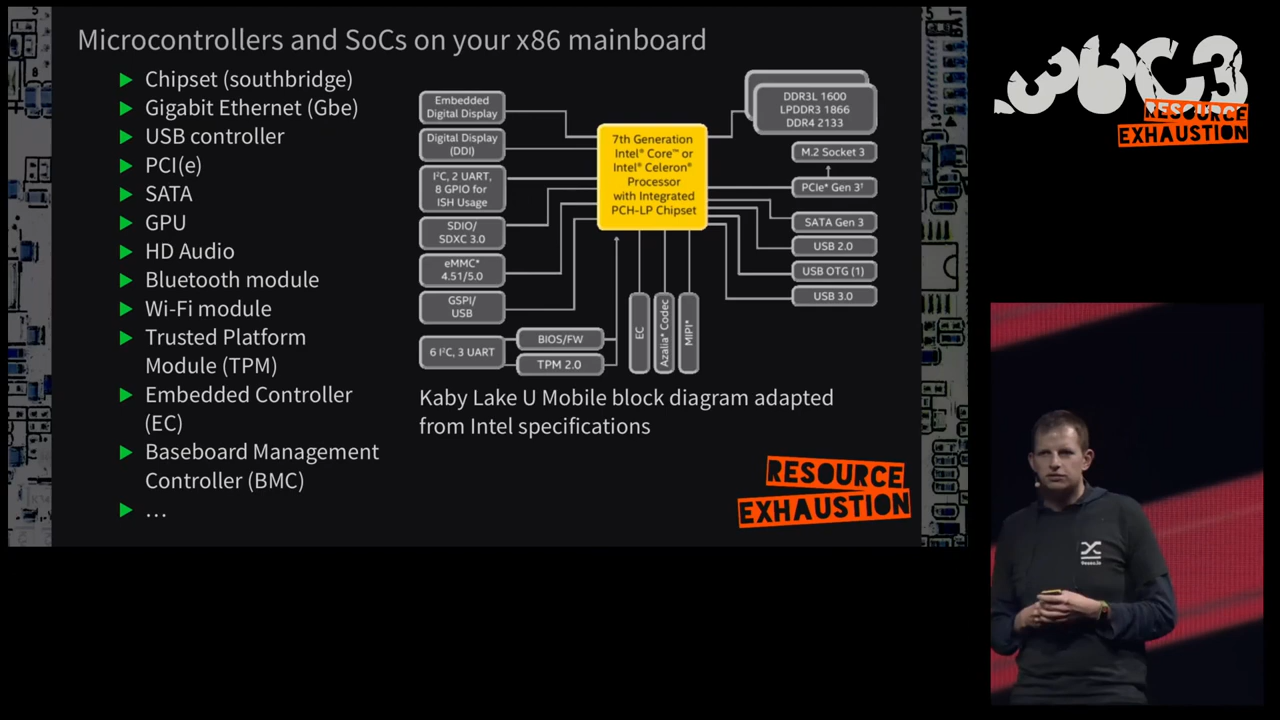 Microcontrollers and SoCs on your x86 mainboard
Chipset (southbridge)
Gigabit Ethernet (Gbe)
USB controller
PCI(e)
SATA
GPU
HD Audio
Bluetooth module
Wi-Fi module
Trusted Platform
Module (TPM)
Embedded Controller
(EC)
Baseboard Management
Controller (BMC)
…
Embedded
Digital Display
Digital Display
(DDI)
I²C, 2 UART,
8 GPIO for
ISH Usage
SDIO/
SDXC 3.0
eMMC*
4.51/5.0
GSPI/
USB
6 I²C, 3 UART
BIOS/FW
TPM 2.0
7th Generation
Intel® Core™ or
Intel® Celeron®
Processor
with Integrated
PCH-LP Chipset
EC
Azalia* Codec
MIPI*
DDR3L 1600
LPDDR3 1866
DDR4 2133
M.2 Socket 3
PCIe* Gen 3†
SATA Gen 3
USB 2.0
USB OTG (1)
USB 3.0
Kaby Lake U Mobile block diagram adapted
from Intel specifications
RESOURCE
EXHAUSTION
36C3
RESOURCE
EXHAUSTION